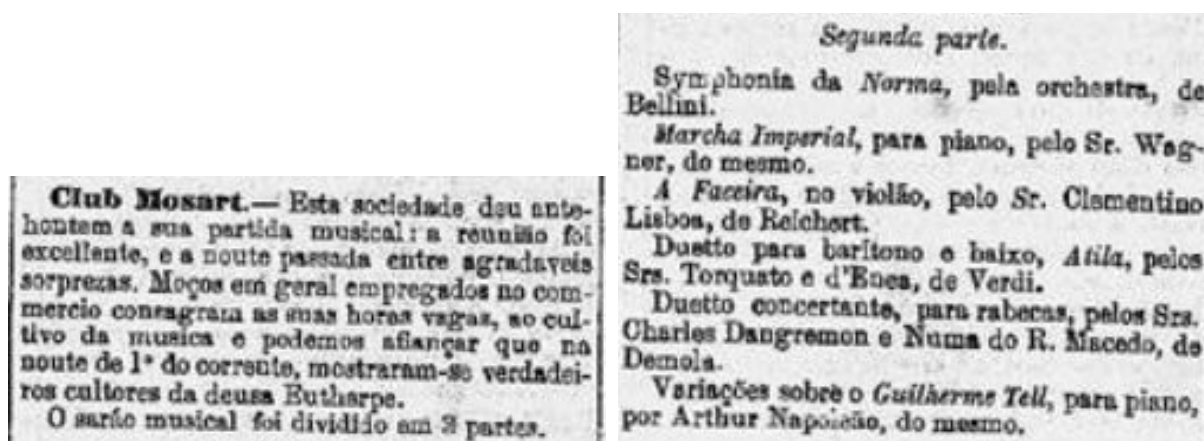 Club Mosart.— Esta sociedade deu ante-
hontem a sua partida musical: a reunião foi
excellente, e a noute passada entre agradaveis
sorprezas. Moços em geral empregados no com-
mercio consagram as suas horas vagas, ao cul-
tivo da musica e podemos afiançar que na
noute de 1º do corrente, mostraram-se verdadei-
ros cultores da deusa Eutharpe.
O saráo musical foi dividido em 2 partes.
Segunda parte.
Symphonia da Norma, pela orchestra, de
Bellini.
Marcha Imperial, para piano, pelo Sr. Wag-
ner, do mesmo.
A Faceira, no violão, pelo Sr. Clementino
Lisboa, de Reichert.
Duetto para baritono e baixo, Atila, pelos
Srs. Torquato e d'Enea, de Verdi.
Duetto concertante, para rabecas, pelos Srs.
Charles Dangremon e Numa do R. Macedo, de
Demola.
Variações sobre o Guilherme Tell, para piano,
por Arthur Napoleão, do mesmo.